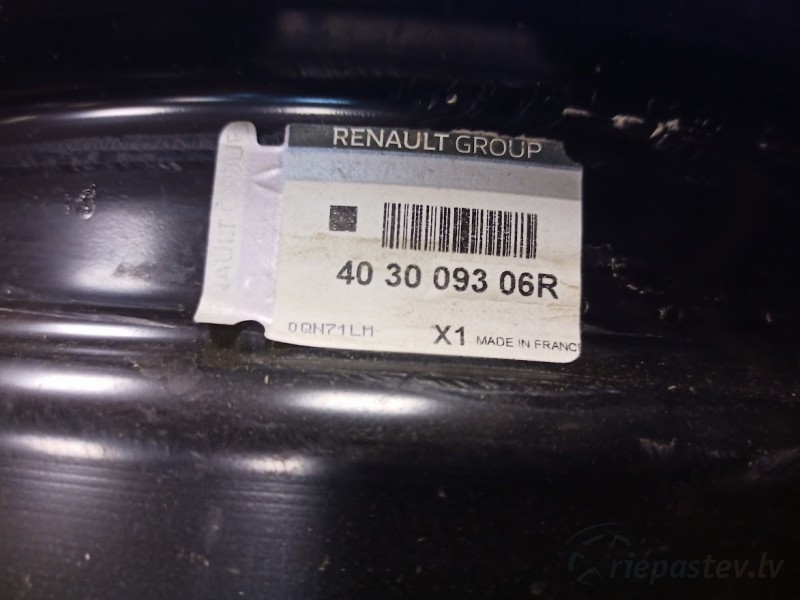 RENAULT GROUP
40 30 093 06R
0QN71LM
X1 MADE IN FRANCE
riepastev.lv